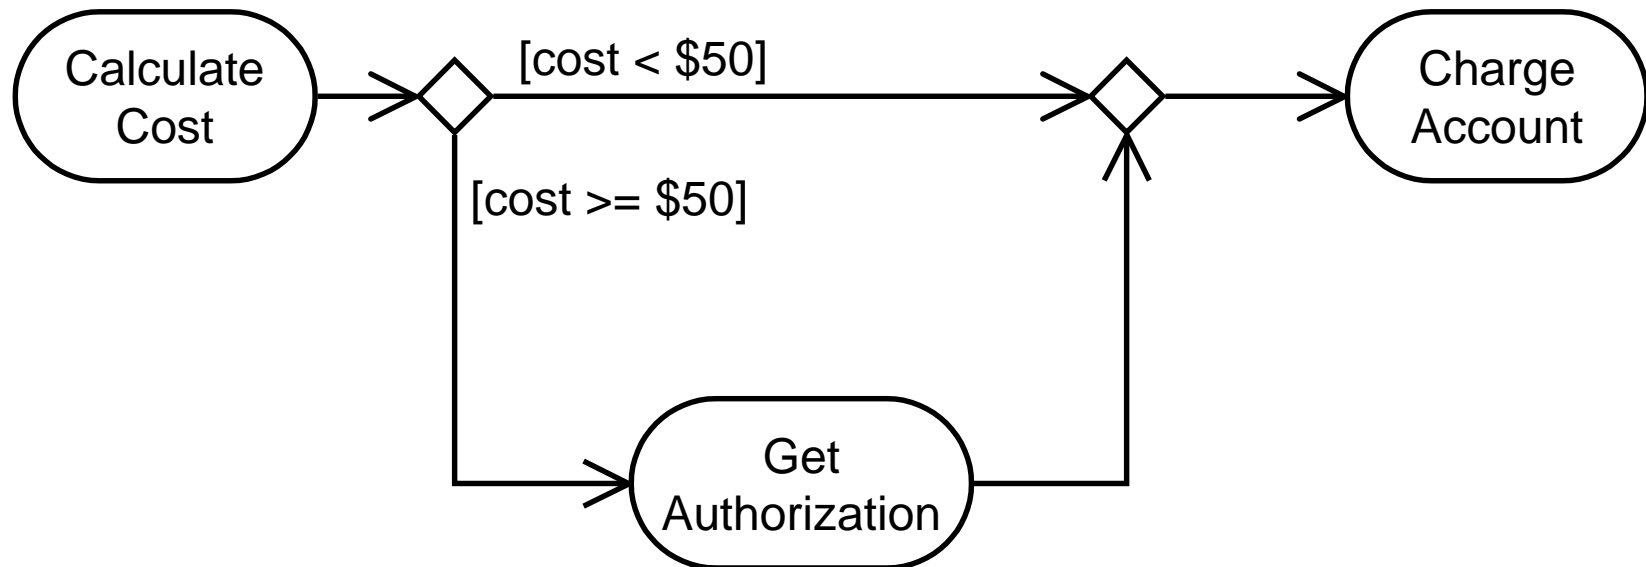 Calculate
Cost
[cost < $50]
Charge
Account
[cost >= $50]
Get
Authorization